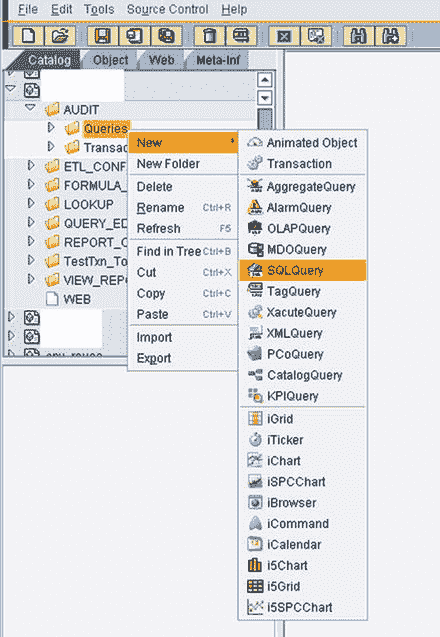 File Edit Tools Source Control Help
Catalog Object Web Meta-Inf
AUDIT
Queries
Transac
ETL_CONF
FORMULA_
LOOKUP
QUERY_ED
REPORT_C
TestTxn_To
VIEW_REP
WEB
New
New Folder
Delete
Rename Ctrl+R
Refresh F5
Find in Tree Ctrl+B
Cut Ctrl+X
Copy Ctrl+C
Paste Ctrl+V
Import
Export
Animated Object
Transaction
AggregateQuery
AlarmQuery
OLAPQuery
MDOQuery
SQLQuery
TagQuery
XacuteQuery
XMLQuery
PCoQuery
CatalogQuery
KPIQuery
iGrid
iTicker
iChart
iSPCChart
iBrowser
iCommand
iCalendar
i5Chart
i5Grid
i5SPCChart